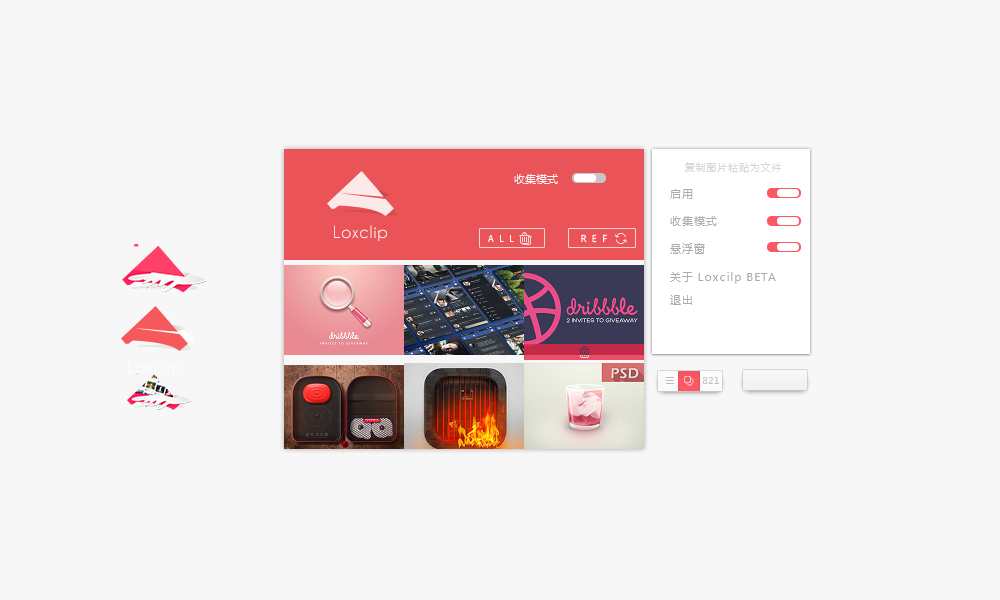 收集模式
Loxclip
ALL
REF
dribbble
INVITES TO GIVEAWAY
dribbble
2 INVITES TO GIVEAWAY
PSD
复制图片粘贴为文件
启用
收集模式
悬浮窗
关于 Loxcilp BETA
退出
821
Loxclip